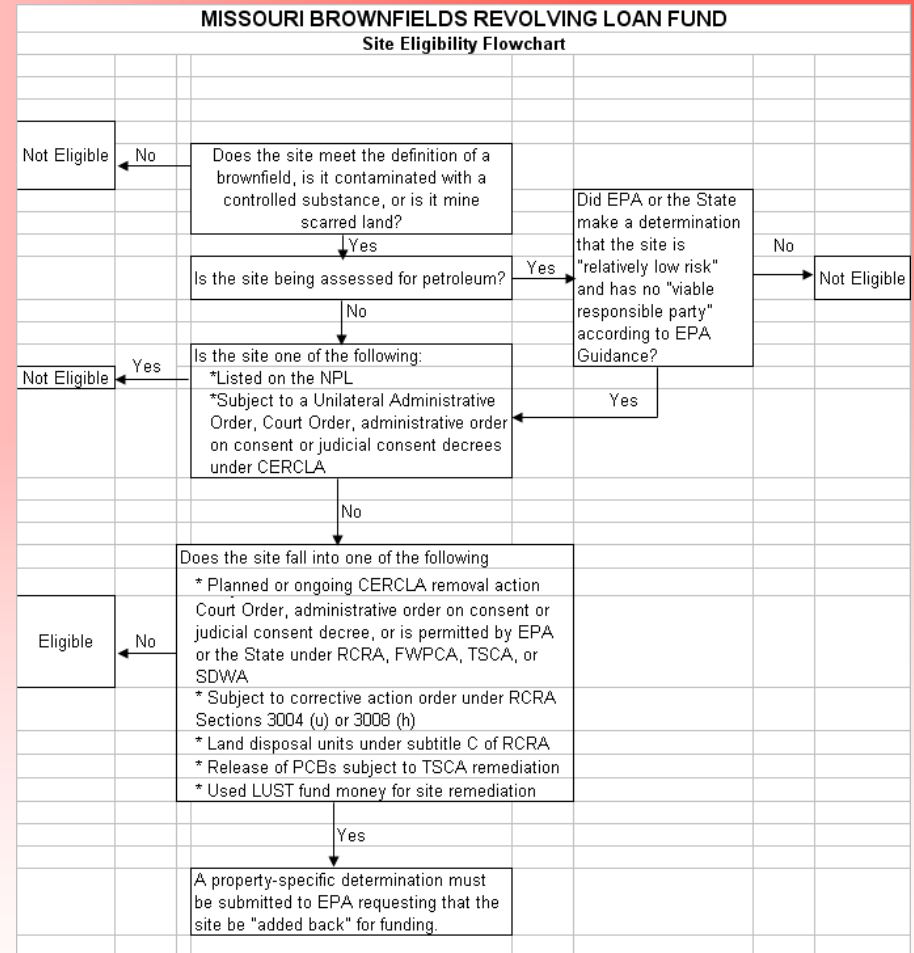 MISSOURI BROWNFIELDS REVOLVING LOAN FUND
Site Eligibility Flowchart
Not Eligible
No
Does the site meet the definition of a
brownfield, is it contaminated with a
controlled substance, or is it mine
scarred land?
Yes
Is the site being assessed for petroleum?
Yes
Did EPA or the State
make a determination
that the site is
"relatively low risk"
and has no "viable
responsible party"
according to EPA
Guidance?
No
Not Eligible
No
Yes
Not Eligible
Yes
Is the site one of the following:
*Listed on the NPL
*Subject to a Unilateral Administrative
Order, Court Order, administrative order
on consent or judicial consent decrees
under CERCLA
No
Does the site fall into one of the following
* Planned or ongoing CERCLA removal action
Court Order, administrative order on consent or
judicial consent decree, or is permitted by EPA
or the State under RCRA, FWPCA, TSCA, or
SDWA
* Subject to corrective action order under RCRA
Sections 3004 (u) or 3008 (h)
* Land disposal units under subtitle C of RCRA
* Release of PCBs subject to TSCA remediation
* Used LUST fund money for site remediation
No
Eligible
Yes
A property-specific determination must
be submitted to EPA requesting that the
site be "added back" for funding.